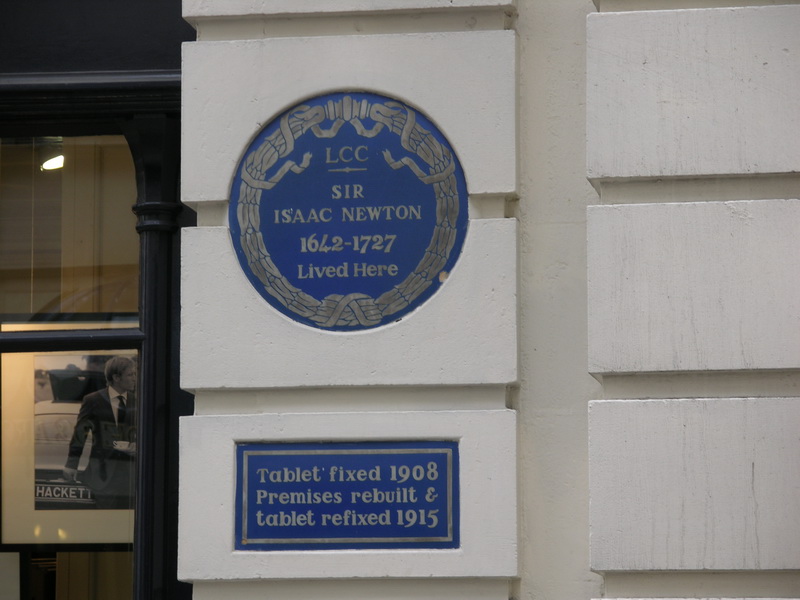 LCC
SIR
ISAAC NEWTON
1642-1727
Lived Here
Tablet fixed 1908
Premises rebuilt &
tablet refixed 1915
HACKETT